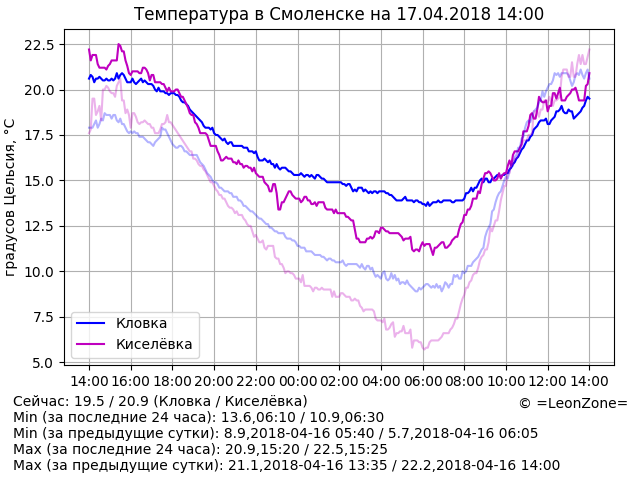 Температура в Смоленске на 17.04.2018 14:00
градусов Цельсия, °C
22.5
20.0
17.5
15.0
12.5
10.0
7.5
5.0
Кловка
Киселёвка
14:00 16:00 18:00 20:00 22:00 00:00 02:00 04:00 06:00 08:00 10:00 12:00 14:00
Сейчас: 19.5 / 20.9 (Кловка / Киселёвка)
© =LeonZone=
Min (за последние 24 часа): 13.6,06:10 / 10.9,06:30
Min (за предыдущие сутки): 8.9,2018-04-16 05:40 / 5.7,2018-04-16 06:05
Max (за последние 24 часа): 20.9,15:20 / 22.5,15:25
Max (за предыдущие сутки): 21.1,2018-04-16 13:35 / 22.2,2018-04-16 14:00